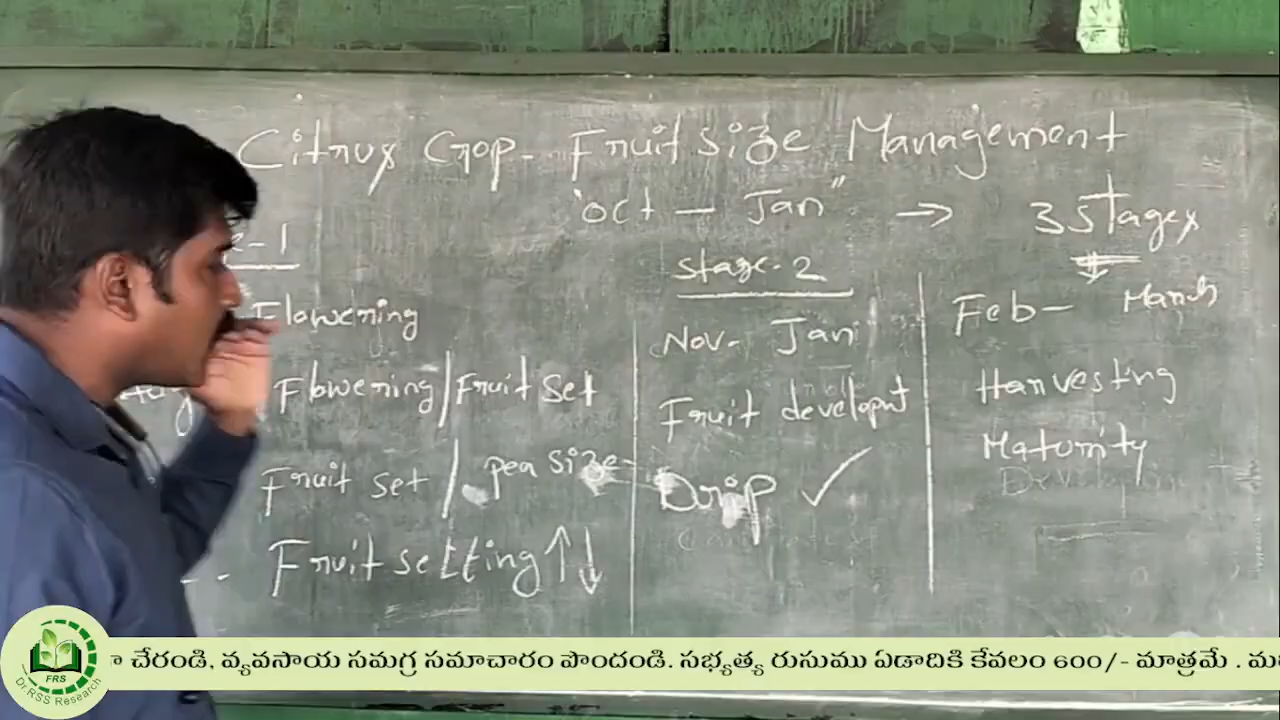 Citrus Crop - Fruit size Management
"Oct - Jan" → 3 Stages
e-1
Flowering
Flowering/Fruit Set
Fruit set / pea size
Fruit setting ↑↓
Stage-2
Nov- Jan
Fruit developnt
Drip ✓
Feb- March
Harvesting
Maturity
చేరండి, వ్యవసాయ సమగ్ర సమాచారం పొందండి. సభ్యత్య రుసుము ఏడాదికి కేవలం 600/- మాత్రమే .
FRS
Dr.RSS Research